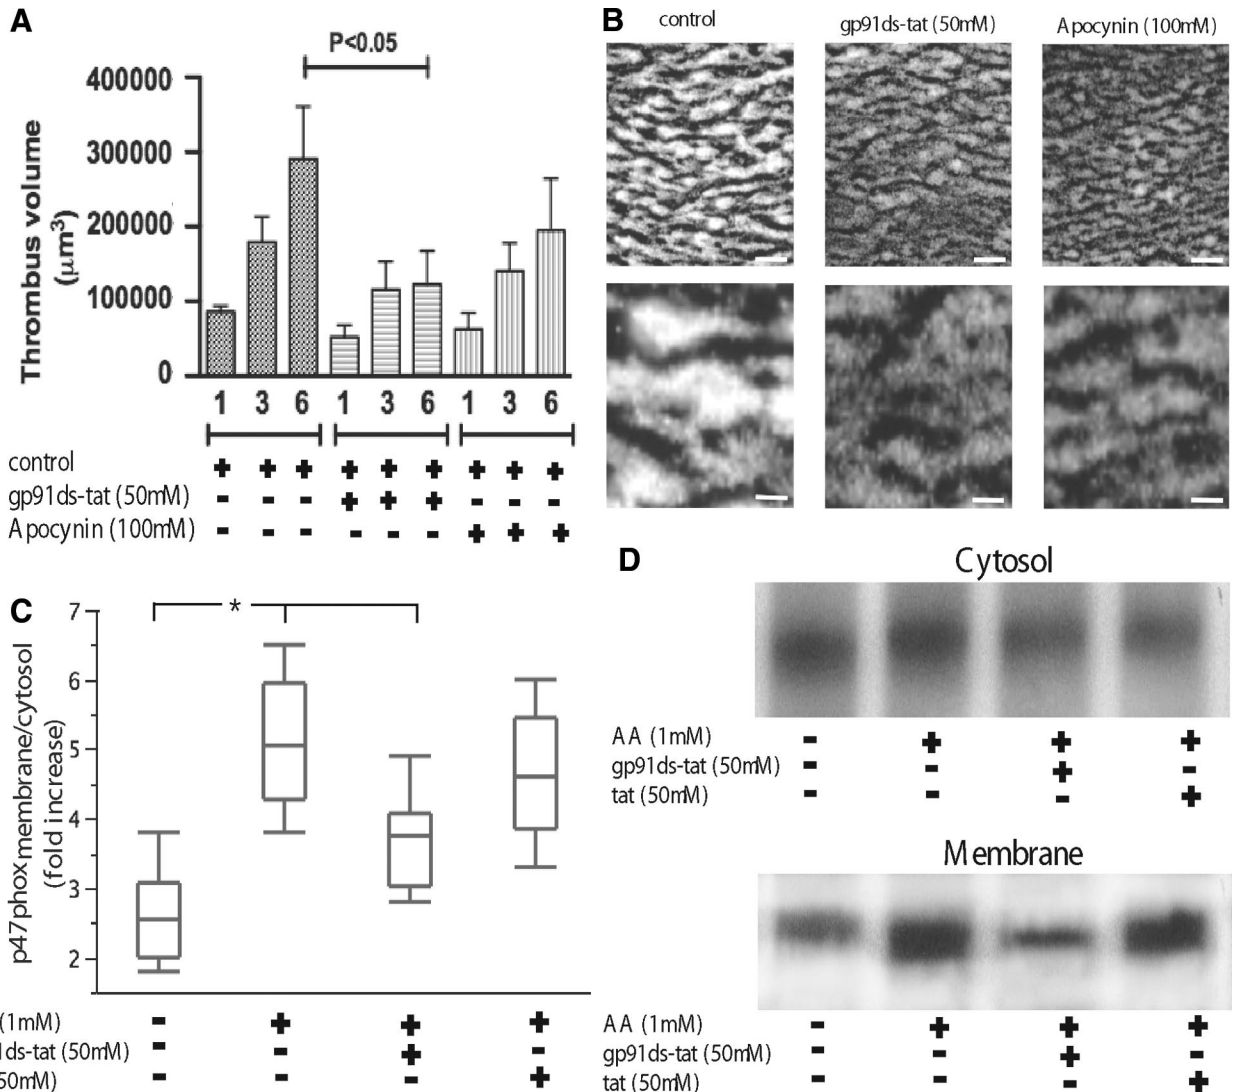 A
P<0.05
400000
300000
200000
100000
0
Thrombus volume
(μm³)
1 3 6 1 3 6 1 3 6
control + + + + + + + + +
gp91ds-tat (50mM) - - - + + + - - -
Apocynin (100mM) - - - - - - + + +
B
control
gp91ds-tat (50mM)
Apocynin (100mM)
C
7
6
5
4
3
2
*
p47phox membrane/cytosol
(fold increase)
(1mM) - + + +
ds-tat (50mM) - - + -
50mM) - - - +
D
Cytosol
AA (1mM) - + + +
gp91ds-tat (50mM) - - + -
tat (50mM) - - - +
Membrane
AA (1mM) - + + +
gp91ds-tat (50mM) - - + -
tat (50mM) - - - +